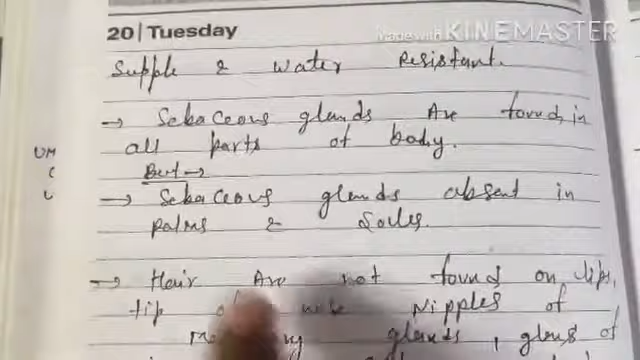 Made with KINEMASTER
20 | Tuesday
Supple & water Resistant.
→ Sebaceous glands Are found in
all parts of body.
But →
→ Sebaceous glands absent in
palms & Soles.
→ Hair Are not found on lips,
tip of Nipples of
glands, glans of